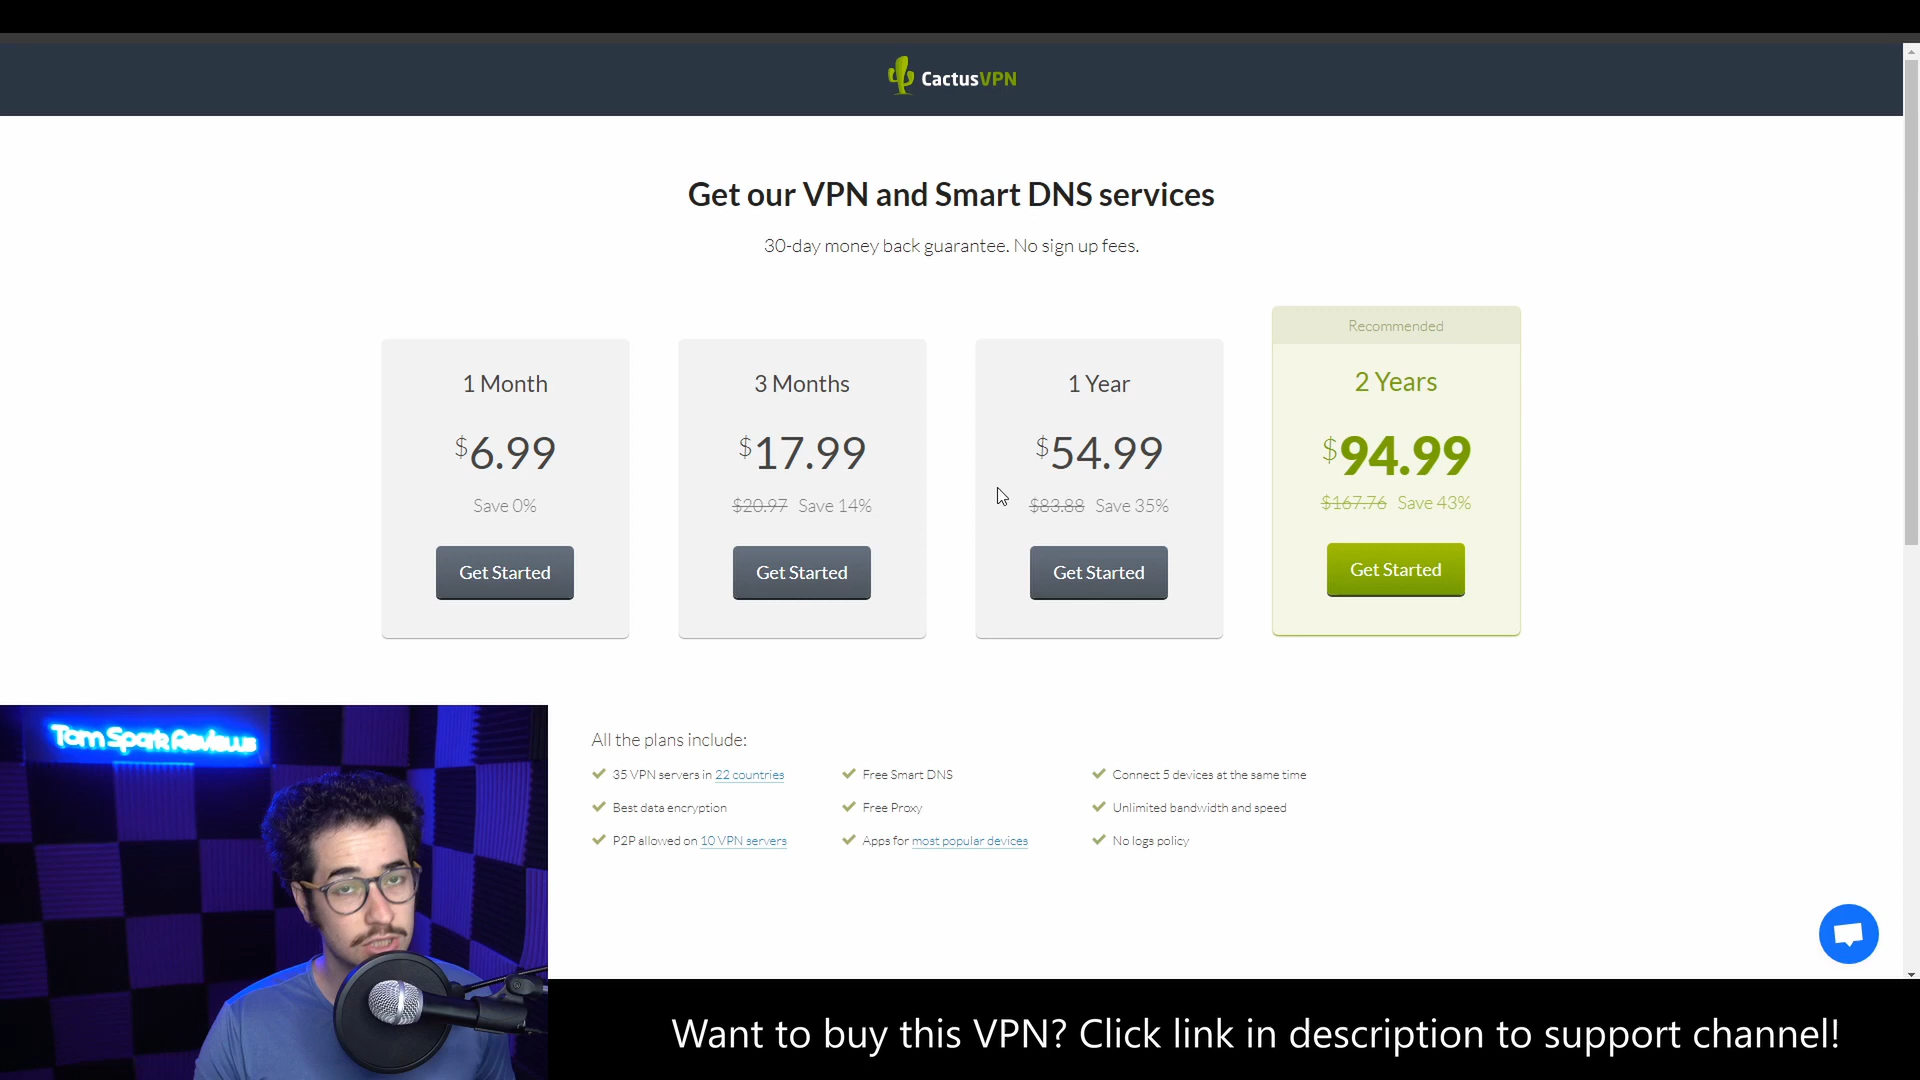 CactusVPN
Get our VPN and Smart DNS services
30-day money back guarantee. No sign up fees.
Recommended
1 Month
$6.99
Save 0%
Get Started
3 Months
$17.99
$20.97 Save 14%
Get Started
1 Year
$54.99
$83.88 Save 35%
Get Started
2 Years
$94.99
$167.76 Save 43%
Get Started
Tom Spark Reviews
All the plans include:
35 VPN servers in 22 countries
Best data encryption
P2P allowed on 10 VPN servers
Free Smart DNS
Free Proxy
Apps for most popular devices
Connect 5 devices at the same time
Unlimited bandwidth and speed
No logs policy
Want to buy this VPN? Click link in description to support channel!